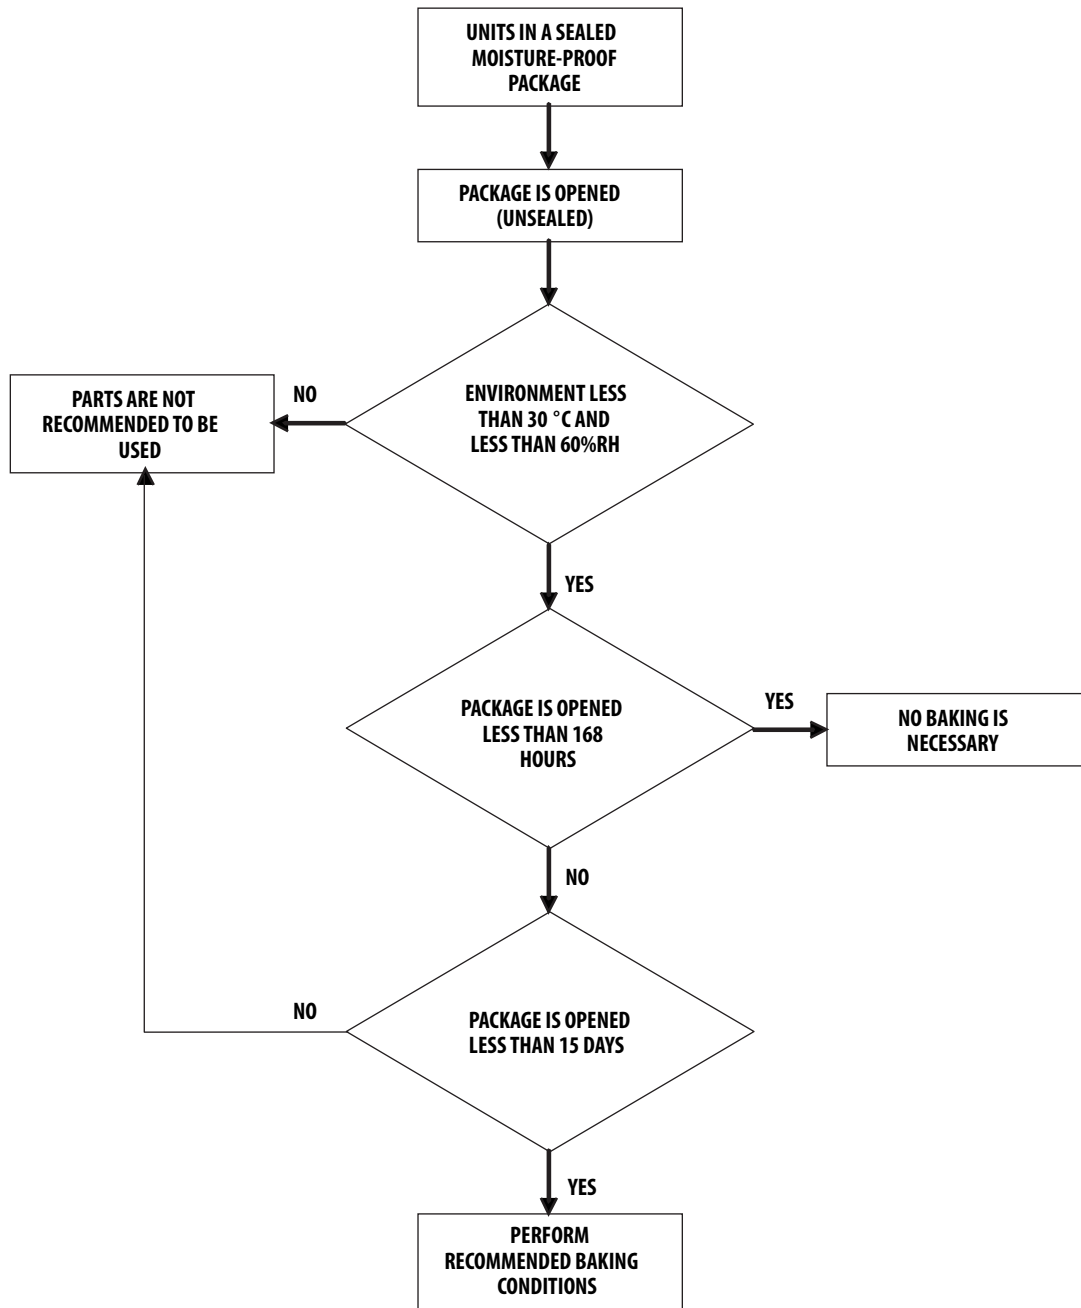 UNITS IN A SEALED
MOISTURE-PROOF
PACKAGE
PACKAGE IS OPENED
(UNSEALED)
ENVIRONMENT LESS
THAN 30 °C AND
LESS THAN 60%RH
NO
PARTS ARE NOT
RECOMMENDED TO BE
USED
YES
PACKAGE IS OPENED
LESS THAN 168
HOURS
YES
NO BAKING IS
NECESSARY
NO
PACKAGE IS OPENED
LESS THAN 15 DAYS
NO
YES
PERFORM
RECOMMENDED BAKING
CONDITIONS